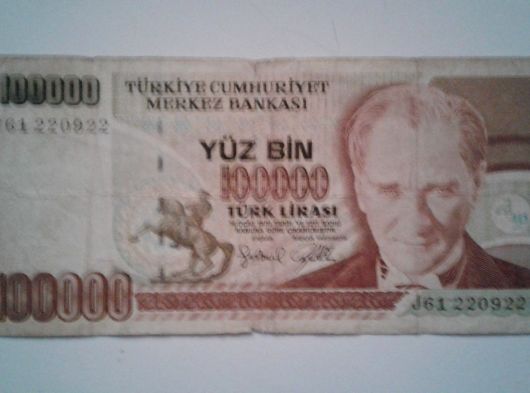 100000
TÜRKİYE CUMHURİYET
MERKEZ BANKASI
J61 220922
YÜZ BİN
100000
TÜRK LİRASI
100000
J61 220922